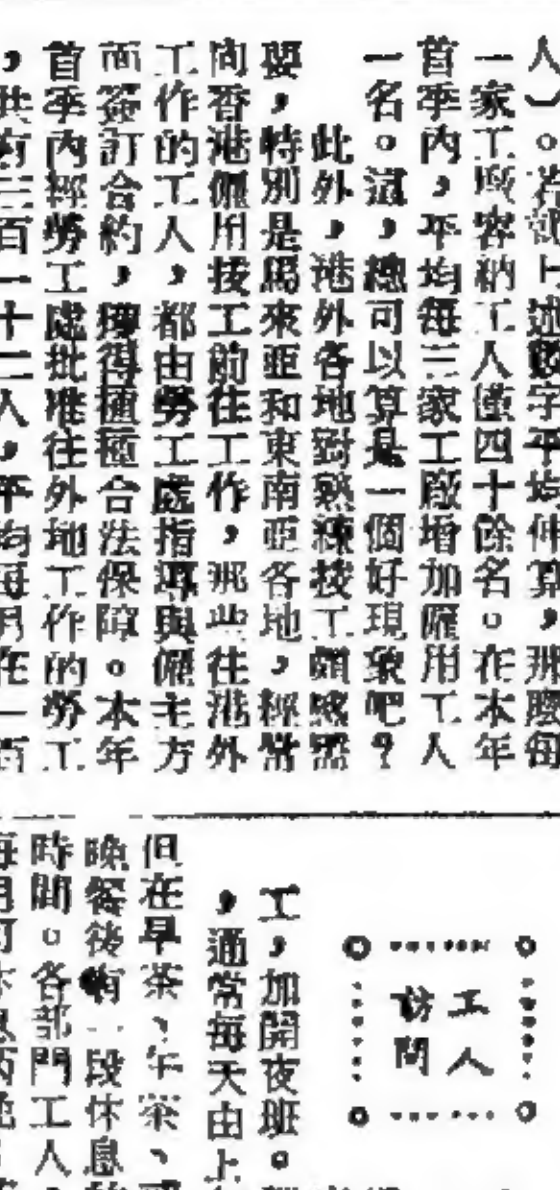 人）。若就上述數字平均伸算，那麽每
一家工廠容納工人僅四十餘名。在本年
首季內，平均每三家工廠增加僱用工人
一名。這，總可以算是一個好現象吧？
此外，港外各地對熟練技工頗感需
要，特別是馬來亞和東南亞各地，經常
向香港僱用技工前往工作，那些往港外
工作的工人，都由勞工處指導與僱主方
面簽訂合約，獲得種種合法保障。本年
首季內經勞工處批准往外地工作的勞工
，共有三百一十二人，平均每月在一百
工人
訪問
工，加開夜班。
，通常每天由上
但在早茶、午茶、
晚餐後有一段休息
時間。各部門工人，
每月可休息兩